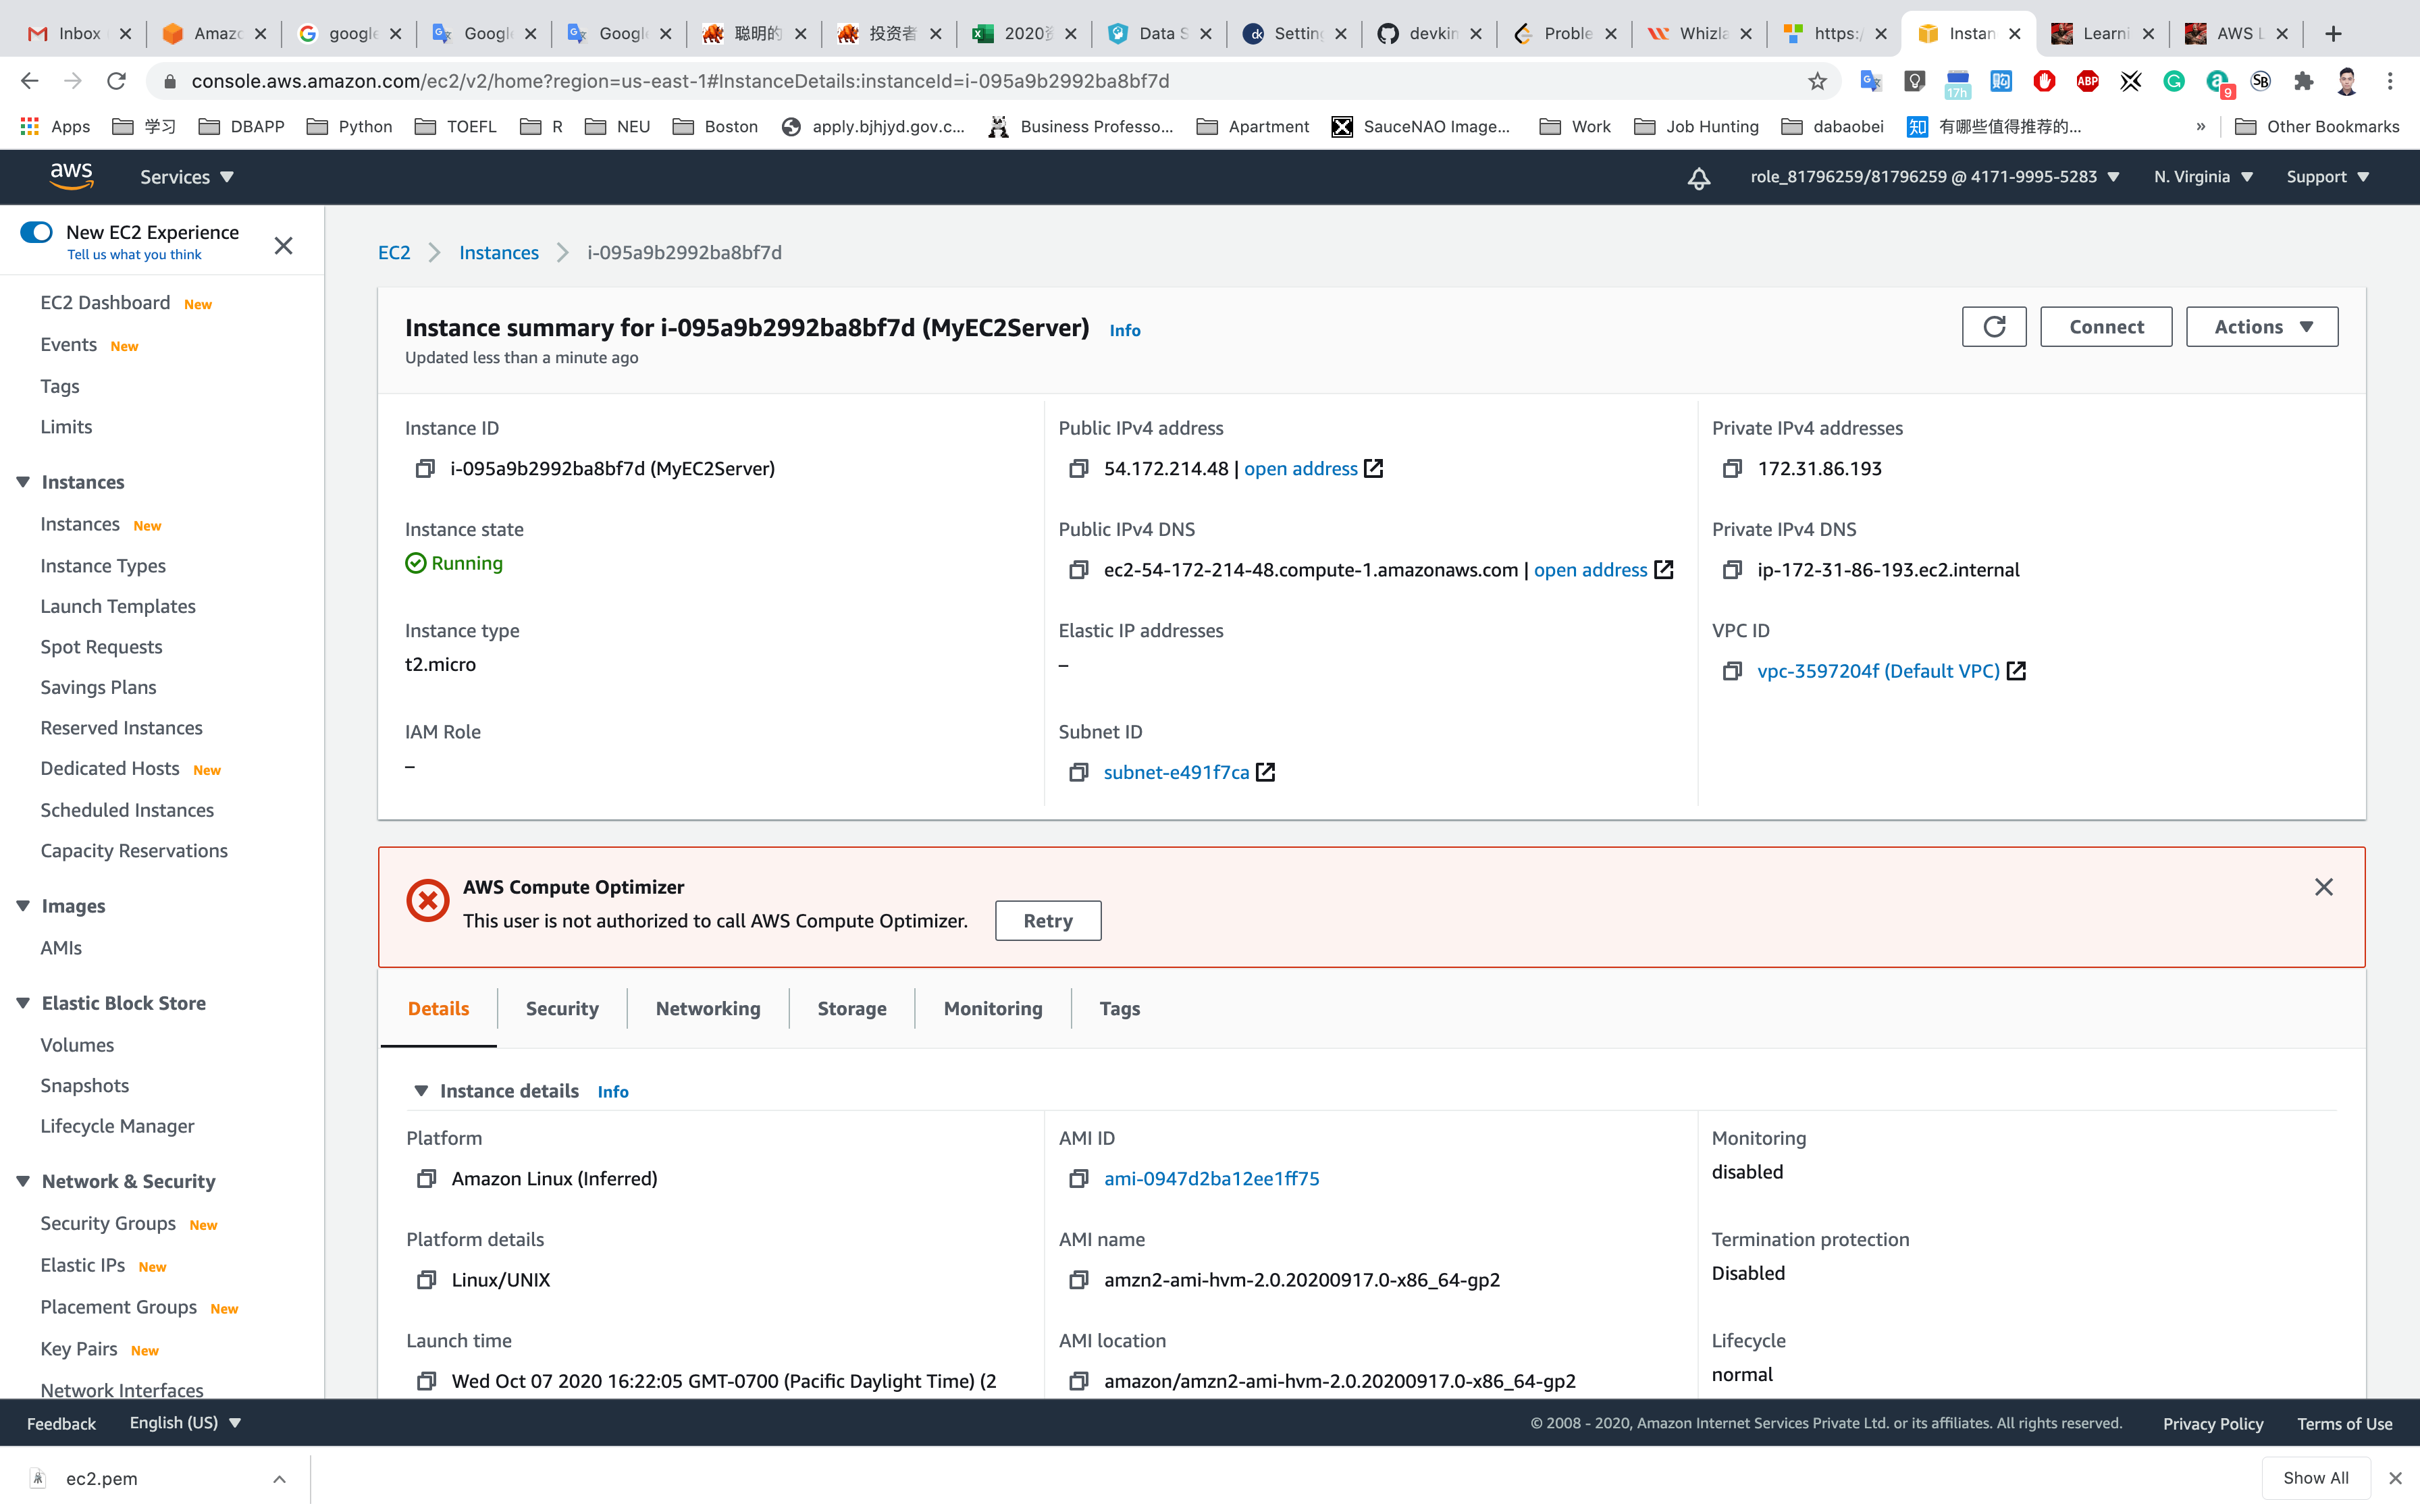 Inbox
Amazo
google
Google
Google
聪明的
投资者
2020资
Data S
Setting
devkin
Proble
Whizla
https:/
Instan
Learni
AWS L
console.aws.amazon.com/ec2/v2/home?region=us-east-1#InstanceDetails:instanceId=i-095a9b2992ba8bf7d
17h
ABP
9
SB
Apps
学习
DBAPP
Python
TOEFL
R
NEU
Boston
apply.bjhjyd.gov.c...
Business Professo...
Apartment
SauceNAO Image...
Work
Job Hunting
dabaobei
知
有哪些值得推荐的...
»
Other Bookmarks
aws
Services
role_81796259/81796259 @ 4171-9995-5283
N. Virginia
Support
New EC2 Experience
Tell us what you think
EC2 Dashboard New
Events New
Tags
Limits
Instances
Instances New
Instance Types
Launch Templates
Spot Requests
Savings Plans
Reserved Instances
Dedicated Hosts New
Scheduled Instances
Capacity Reservations
Images
AMIs
Elastic Block Store
Volumes
Snapshots
Lifecycle Manager
Network & Security
Security Groups New
Elastic IPs New
Placement Groups New
Key Pairs New
Network Interfaces
EC2 > Instances > i-095a9b2992ba8bf7d
Instance summary for i-095a9b2992ba8bf7d (MyEC2Server) Info
Updated less than a minute ago
Connect
Actions
Instance ID
i-095a9b2992ba8bf7d (MyEC2Server)
Public IPv4 address
54.172.214.48 | open address
Private IPv4 addresses
172.31.86.193
Instance state
Running
Public IPv4 DNS
ec2-54-172-214-48.compute-1.amazonaws.com | open address
Private IPv4 DNS
ip-172-31-86-193.ec2.internal
Instance type
t2.micro
Elastic IP addresses
–
VPC ID
vpc-3597204f (Default VPC)
IAM Role
–
Subnet ID
subnet-e491f7ca
AWS Compute Optimizer
This user is not authorized to call AWS Compute Optimizer.
Retry
Details
Security
Networking
Storage
Monitoring
Tags
Instance details Info
Platform
Amazon Linux (Inferred)
AMI ID
ami-0947d2ba12ee1ff75
Monitoring
disabled
Platform details
Linux/UNIX
AMI name
amzn2-ami-hvm-2.0.20200917.0-x86_64-gp2
Termination protection
Disabled
Launch time
Wed Oct 07 2020 16:22:05 GMT-0700 (Pacific Daylight Time) (2
AMI location
amazon/amzn2-ami-hvm-2.0.20200917.0-x86_64-gp2
Lifecycle
normal
Feedback
English (US)
© 2008 - 2020, Amazon Internet Services Private Ltd. or its affiliates. All rights reserved.
Privacy Policy
Terms of Use
ec2.pem
Show All